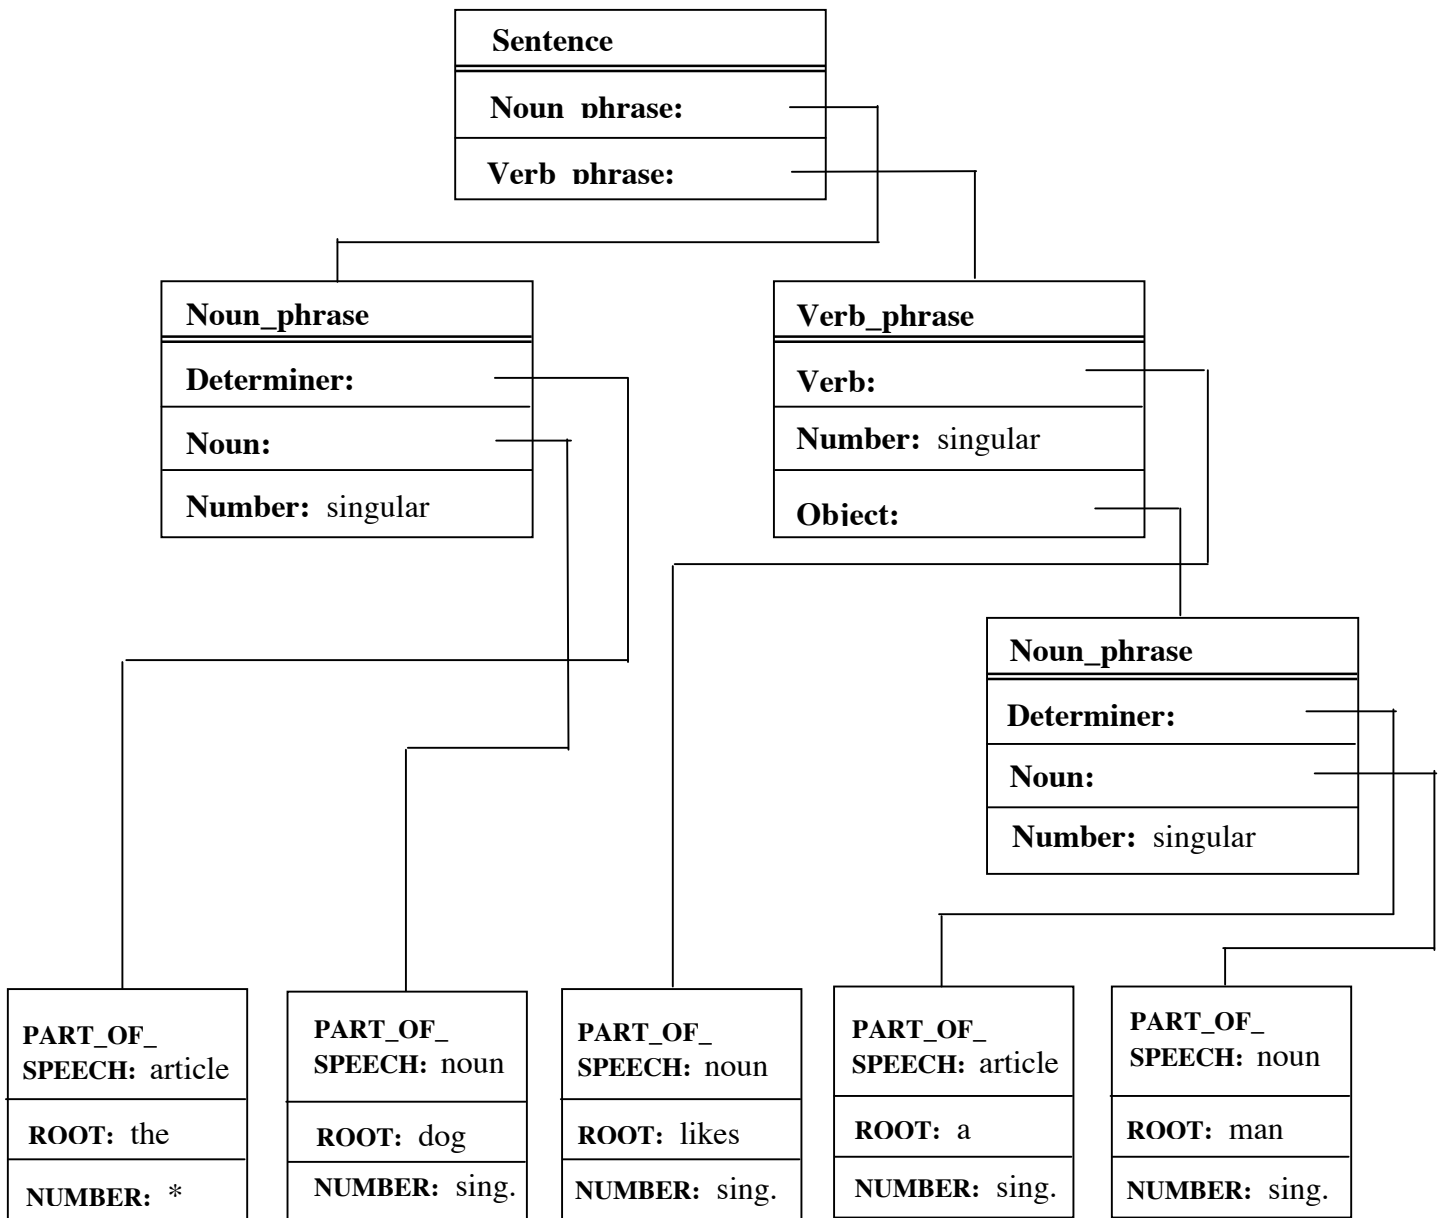 Sentence
Noun_phrase:
Verb_phrase:
Noun_phrase
Determiner:
Noun:
Number: singular
Verb_phrase
Verb:
Number: singular
Object:
Noun_phrase
Determiner:
Noun:
Number: singular
PART_OF_
SPEECH: article
ROOT: the
NUMBER: *
PART_OF_
SPEECH: noun
ROOT: dog
NUMBER: sing.
PART_OF_
SPEECH: noun
ROOT: likes
NUMBER: sing.
PART_OF_
SPEECH: article
ROOT: a
NUMBER: sing.
PART_OF_
SPEECH: noun
ROOT: man
NUMBER: sing.